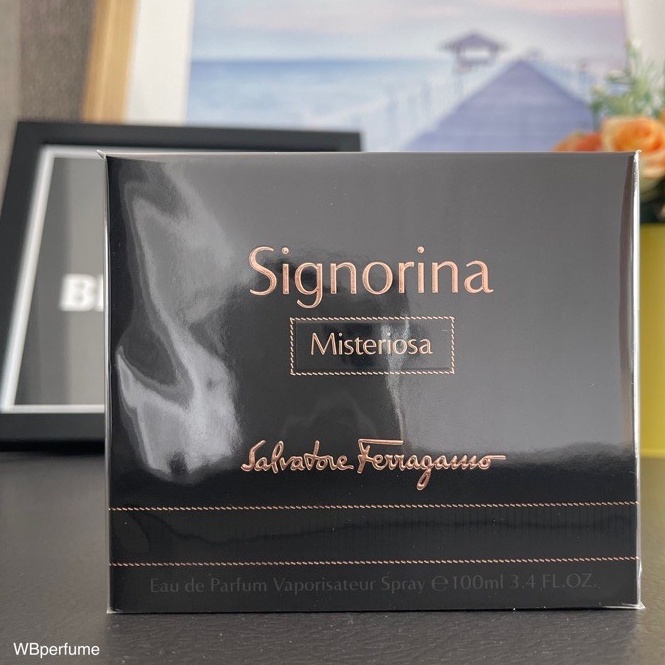 Signorina
Misteriosa
Salvatore Ferragamo
Eau de Parfum Vaporisateur Spray ℮100ml 3.4 FL.OZ.
WBperfume